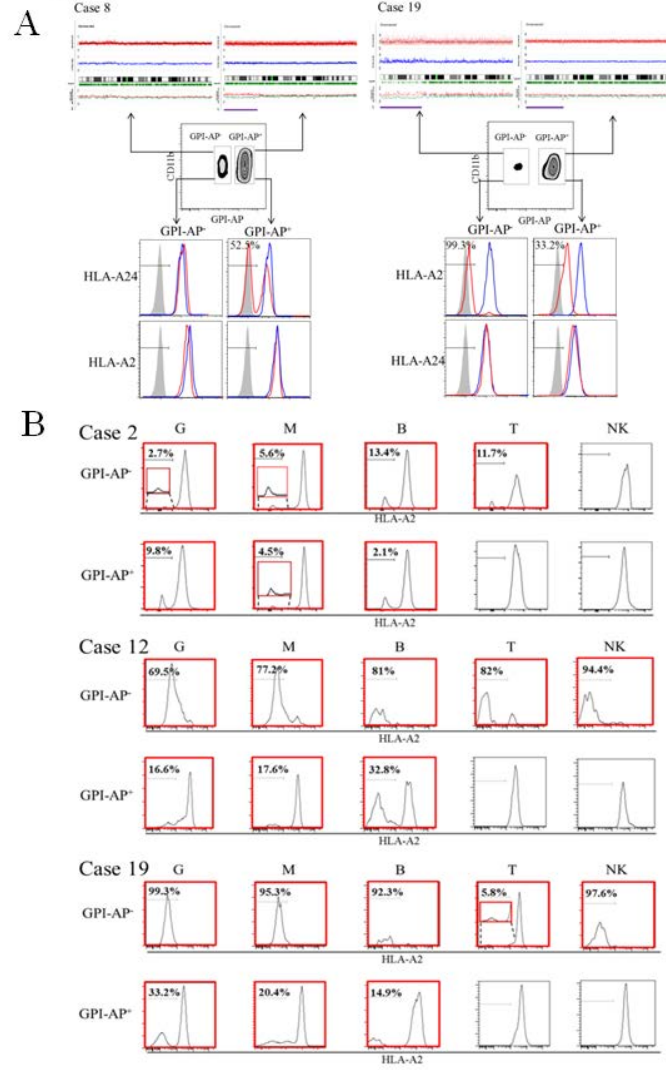 A
Case 8
Case 19
GPI-AP⁻ GPI-AP⁺
CD11b
GPI-AP
GPI-AP⁻ GPI-AP⁺
HLA-A24
52.5%
HLA-A2
GPI-AP⁻ GPI-AP⁺
CD11b
GPI-AP
GPI-AP⁻ GPI-AP⁺
HLA-A2
99.3% 33.2%
HLA-A24
B
Case 2
G M B T NK
GPI-AP⁻
2.7% 5.6% 13.4% 11.7%
HLA-A2
GPI-AP⁺
9.8% 4.5% 2.1%
HLA-A2
Case 12
G M B T NK
GPI-AP⁻
69.5% 77.2% 81% 82% 94.4%
HLA-A2
GPI-AP⁺
16.6% 17.6% 32.8%
HLA-A2
Case 19
G M B T NK
GPI-AP⁻
99.3% 95.3% 92.3% 5.8% 97.6%
HLA-A2
GPI-AP⁺
33.2% 20.4% 14.9%
HLA-A2